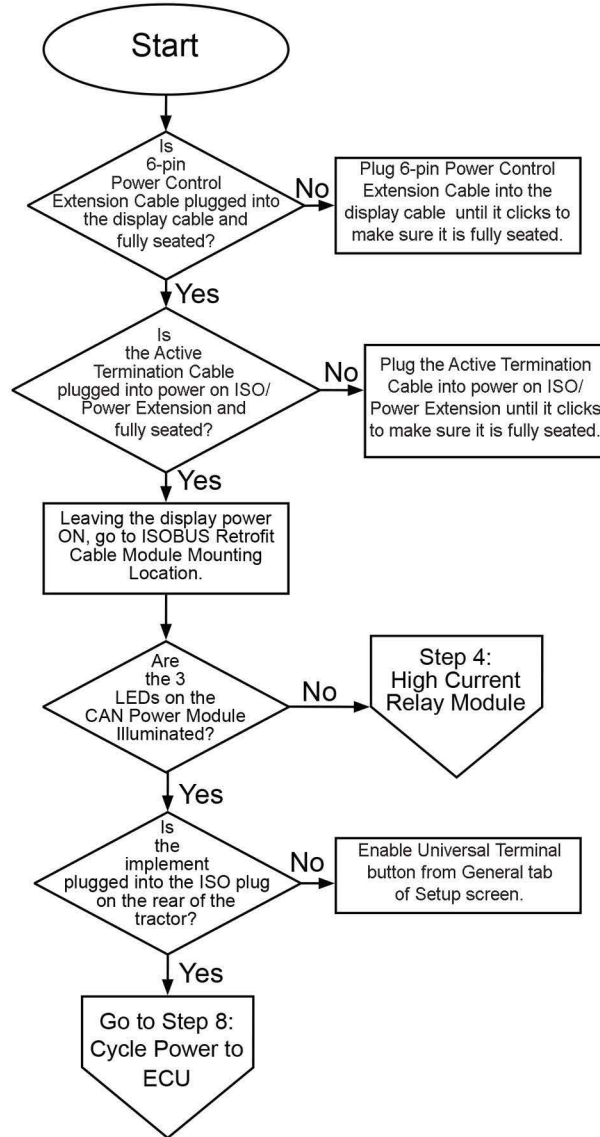 Start
Is
6-pin
Power Control
Extension Cable plugged into
the display cable and
fully seated?
No
Plug 6-pin Power Control
Extension Cable into the
display cable until it clicks to
make sure it is fully seated.
Yes
Is
the Active
Termination Cable
plugged into power on ISO/
Power Extension and
fully seated?
No
Plug the Active Termination
Cable into power on ISO/
Power Extension until it clicks
to make sure it is fully seated.
Yes
Leaving the display power
ON, go to ISOBUS Retrofit
Cable Module Mounting
Location.
Are
the 3
LEDs on the
CAN Power Module
Illuminated?
No
Step 4:
High Current
Relay Module
Yes
Is
the
implement
plugged into the ISO plug
on the rear of the
tractor?
No
Enable Universal Terminal
button from General tab
of Setup screen.
Yes
Go to Step 8:
Cycle Power to
ECU